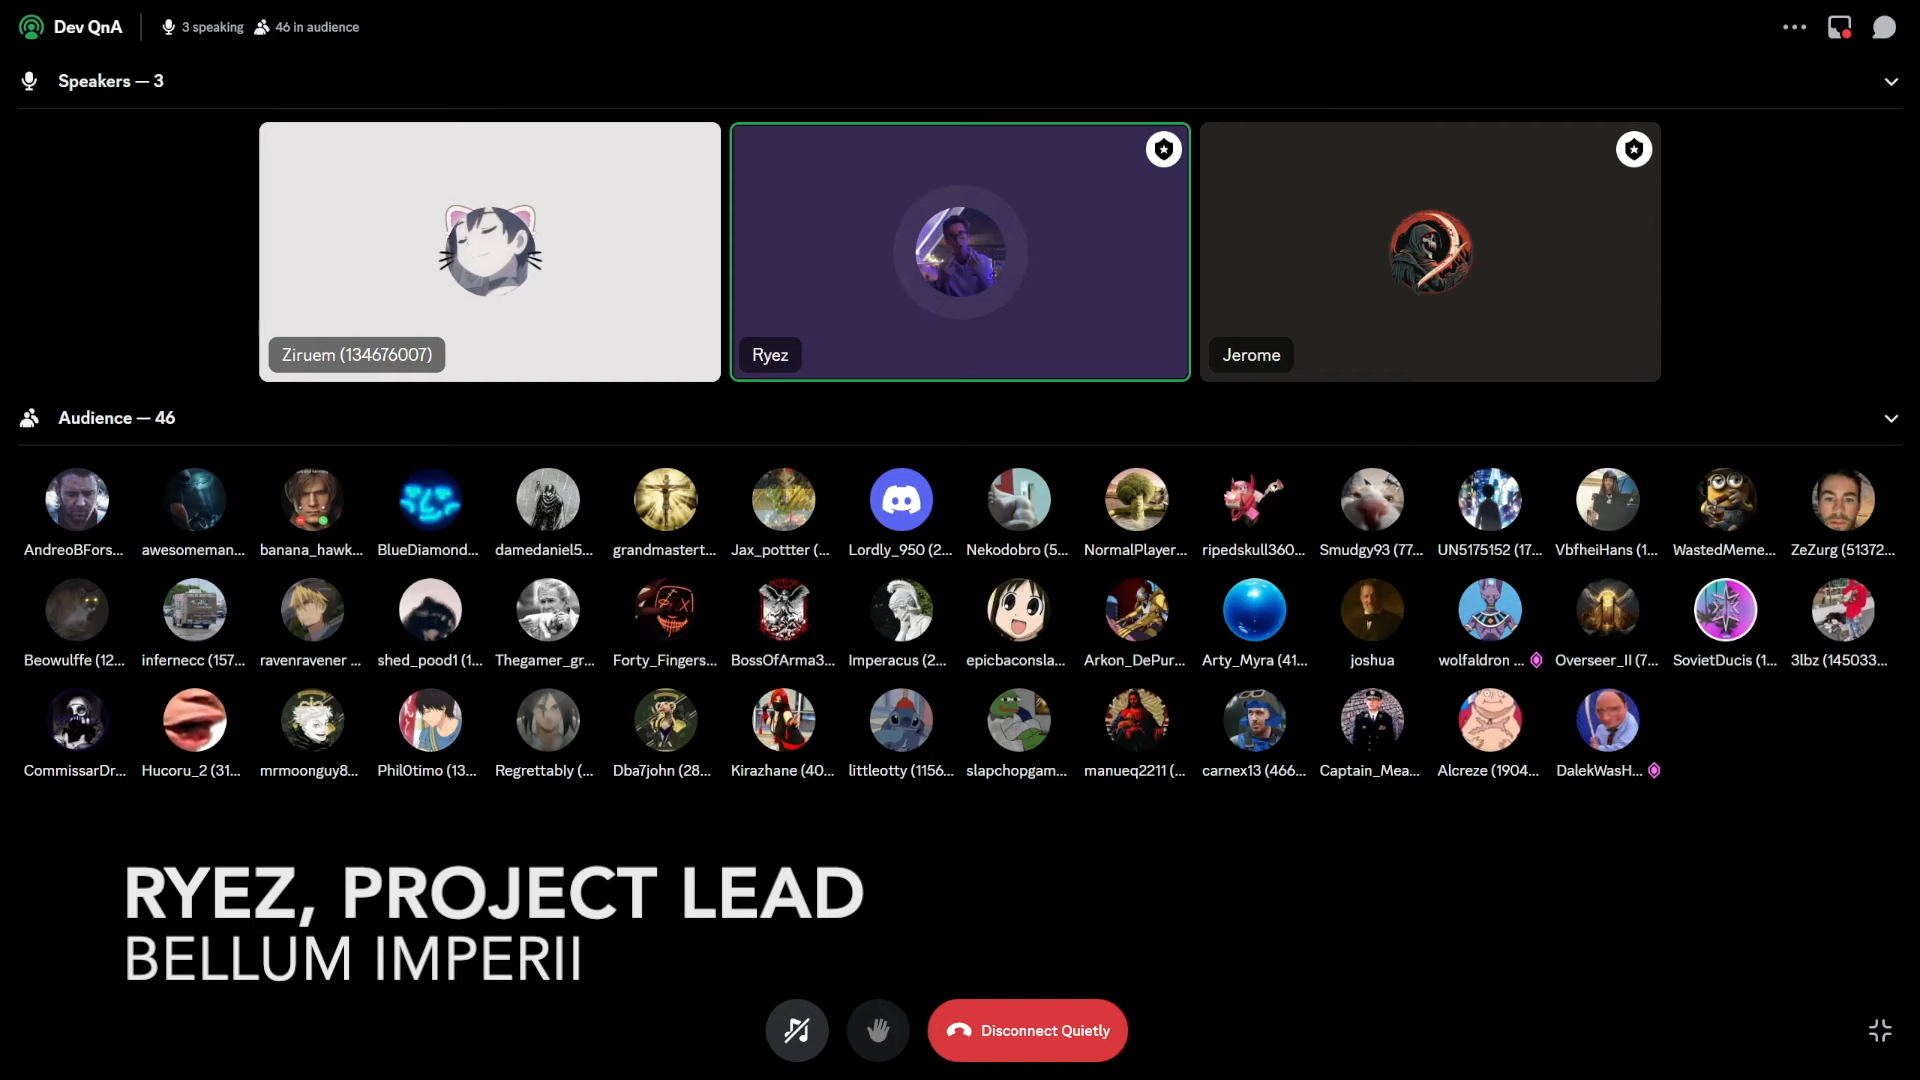 Dev QnA
3 speaking
46 in audience
Speakers — 3
Ziruem (134676007)
Ryez
Jerome
Audience — 46
AndreoBFors... awesomeman... banana_hawk... BlueDiamond... damedaniel5... grandmastert... Jax_pottter (... Lordly_950 (2... Nekodobro (5... NormalPlayer... ripedskull360... Smudgy93 (77... UN5175152 (17... VbfheiHans (1... WastedMeme... ZeZurg (51372...
Beowulffe (12... infernecc (157... ravenravener ... shed_pood1 (1... Thegamer_gr... Forty_Fingers... BossOfArma3... Imperacus (2... epicbaconsla... Arkon_DePur... Arty_Myra (41... joshua wolfaldron ... Overseer_II (7... SovietDucis (1... 3lbz (145033...
CommissarDr... Hucoru_2 (31... mrmoonguy8... Phil0timo (13... Regrettably (... Dba7john (28... Kirazhane (40... littleotty (1156... slapchopgam... manueq2211 (... carnex13 (466... Captain_Mea... Alcreze (1904... DalekWasH...
RYEZ, PROJECT LEAD
BELLUM IMPERII
Disconnect Quietly